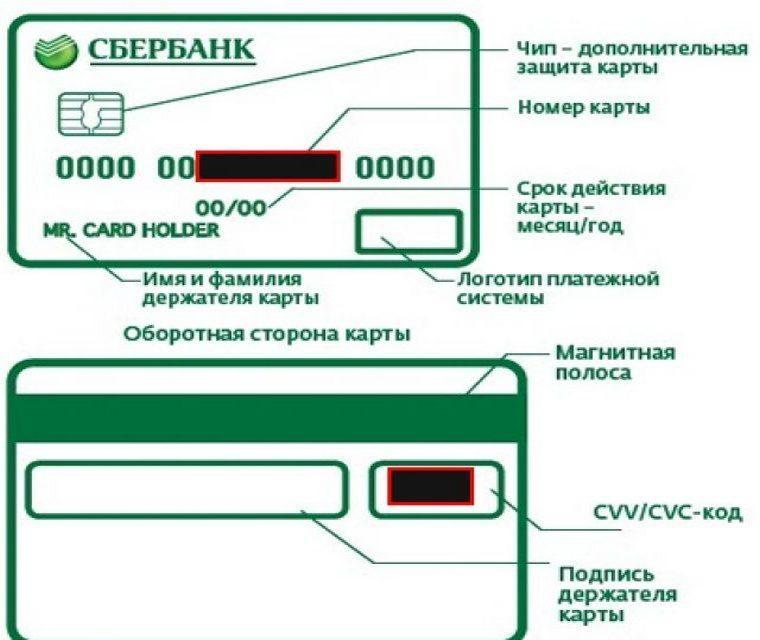 СБЕРБАНК
Чип – дополнительная
защита карты
Номер карты
0000 00 0000
Срок действия
карты –
месяц/год
00/00
MR. CARD HOLDER
Имя и фамилия
держателя карты
Логотип платежной
системы
Оборотная сторона карты
Магнитная
полоса
CVV/CVC-код
Подпись
держателя
карты